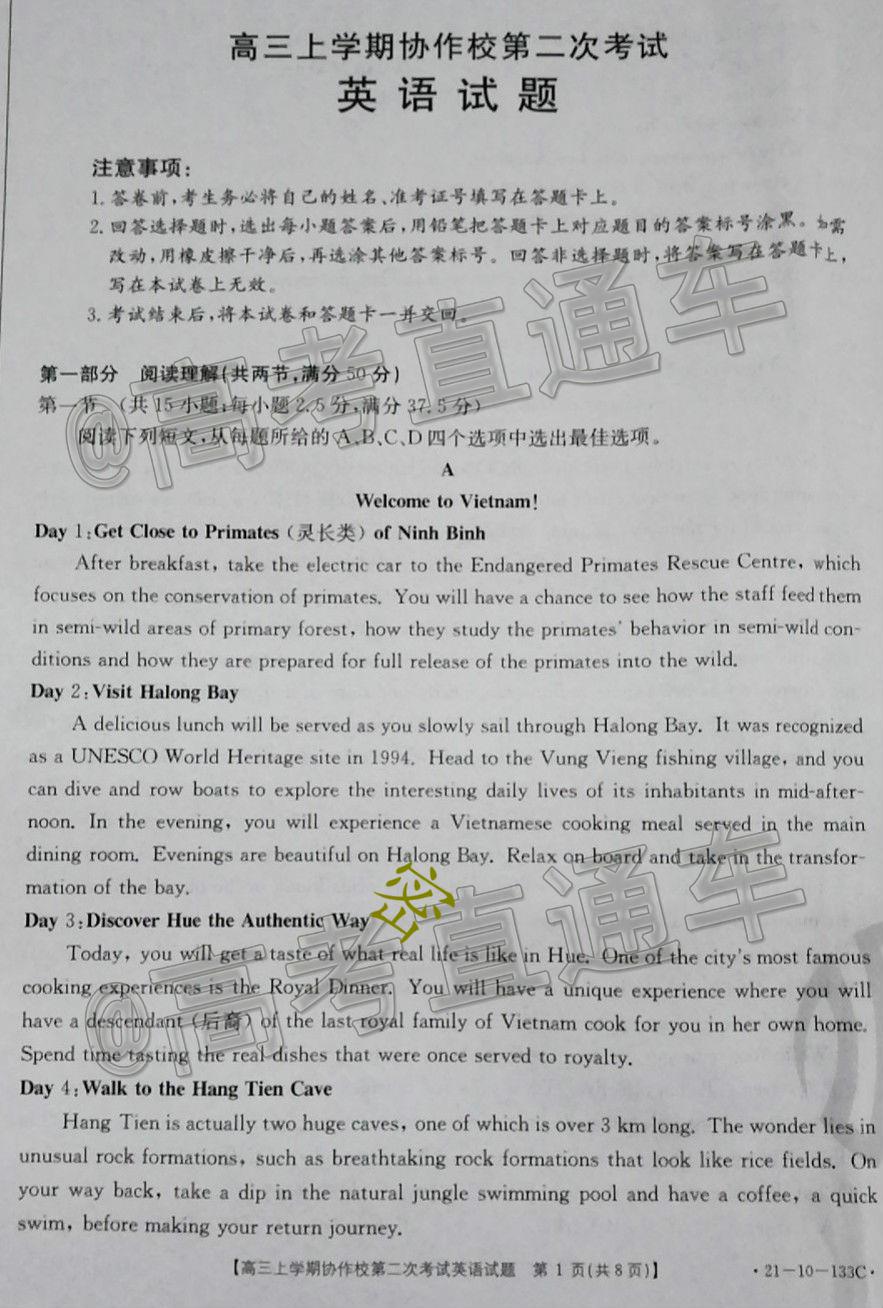 高三上学期协作校第二次考试
英语试题
注意事项:
1. 答卷前,考生务必将自己的姓名、准考证号填写在答题卡上。
2. 回答选择题时,选出每小题答案后,用铅笔把答题卡上对应题目的答案标号涂黑。如需
改动,用橡皮擦干净后,再选涂其他答案标号。回答非选择题时,将答案写在答题卡上,
写在本试卷上无效。
3. 考试结束后,将本试卷和答题卡一并交回。
第一部分 阅读理解(共两节,满分50分)
第一节 (共15小题;每小题2.5分,满分37.5分)
阅读下列短文,从每题所给的A、B、C、D四个选项中选出最佳选项。
A
Welcome to Vietnam!
Day 1:Get Close to Primates(灵长类)of Ninh Binh
After breakfast, take the electric car to the Endangered Primates Rescue Centre, which
focuses on the conservation of primates. You will have a chance to see how the staff feed them
in semi-wild areas of primary forest, how they study the primates' behavior in semi-wild con-
ditions and how they are prepared for full release of the primates into the wild.
Day 2:Visit Halong Bay
A delicious lunch will be served as you slowly sail through Halong Bay. It was recognized
as a UNESCO World Heritage site in 1994. Head to the Vung Vieng fishing village, and you
can dive and row boats to explore the interesting daily lives of its inhabitants in mid-after-
noon. In the evening, you will experience a Vietnamese cooking meal served in the main
dining room. Evenings are beautiful on Halong Bay. Relax on board and take in the transfor-
mation of the bay.
Day 3:Discover Hue the Authentic Way
Today, you will get a taste of what real life is like in Hue. One of the city's most famous
cooking experiences is the Royal Dinner. You will have a unique experience where you will
have a descendant(后裔)of the last royal family of Vietnam cook for you in her own home.
Spend time tasting the real dishes that were once served to royalty.
Day 4:Walk to the Hang Tien Cave
Hang Tien is actually two huge caves, one of which is over 3 km long. The wonder lies in
unusual rock formations, such as breathtaking rock formations that look like rice fields. On
your way back, take a dip in the natural jungle swimming pool and have a coffee, a quick
swim, before making your return journey.
【高三上学期协作校第二次考试英语试题 第1页(共8页)】
·21-10-133C·
@高考直通车
@高考直通车
密